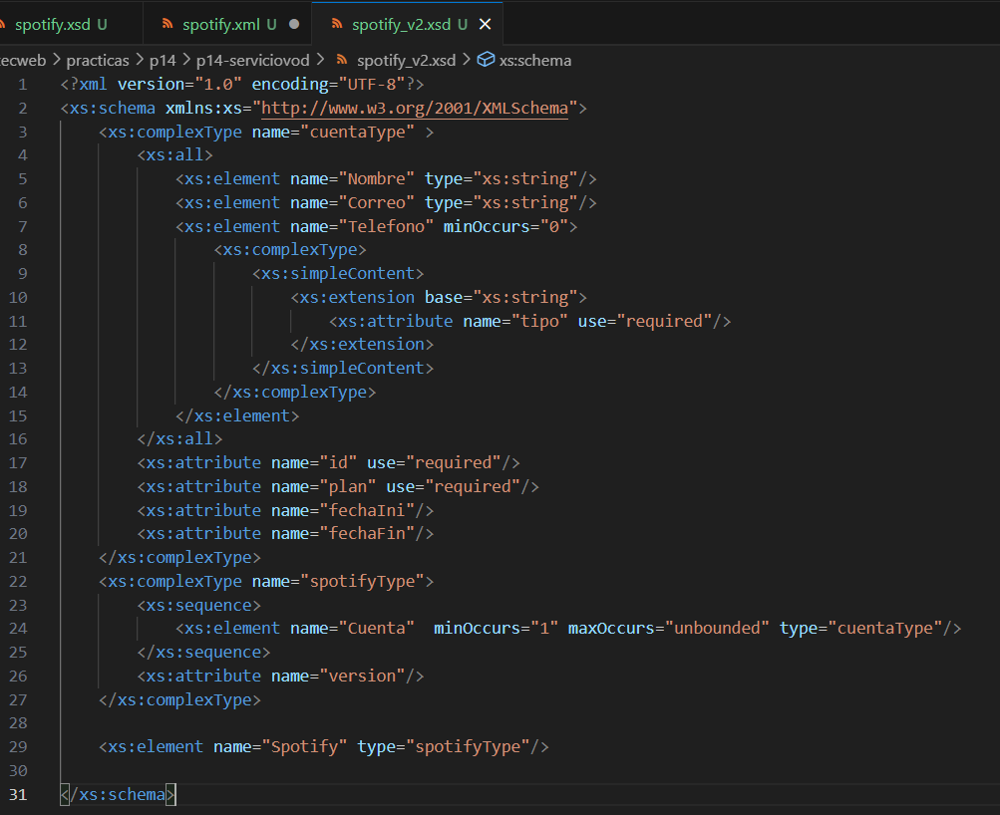 spotify.xsd U
spotify.xml U
spotify_v2.xsd U
tecweb > practicas > p14 > p14-serviciovod > spotify_v2.xsd > xs:schema
1 <?xml version="1.0" encoding="UTF-8"?>
2 <xs:schema xmlns:xs="http://www.w3.org/2001/XMLSchema">
3     <xs:complexType name="cuentaType" >
4         <xs:all>
5             <xs:element name="Nombre" type="xs:string"/>
6             <xs:element name="Correo" type="xs:string"/>
7             <xs:element name="Telefono" minOccurs="0">
8                 <xs:complexType>
9                     <xs:simpleContent>
10                         <xs:extension base="xs:string">
11                             <xs:attribute name="tipo" use="required"/>
12                         </xs:extension>
13                     </xs:simpleContent>
14                 </xs:complexType>
15             </xs:element>
16         </xs:all>
17         <xs:attribute name="id" use="required"/>
18         <xs:attribute name="plan" use="required"/>
19         <xs:attribute name="fechaIni"/>
20         <xs:attribute name="fechaFin"/>
21     </xs:complexType>
22     <xs:complexType name="spotifyType">
23         <xs:sequence>
24             <xs:element name="Cuenta"  minOccurs="1" maxOccurs="unbounded" type="cuentaType"/>
25         </xs:sequence>
26         <xs:attribute name="version"/>
27     </xs:complexType>
28
29     <xs:element name="Spotify" type="spotifyType"/>
30
31 </xs:schema>